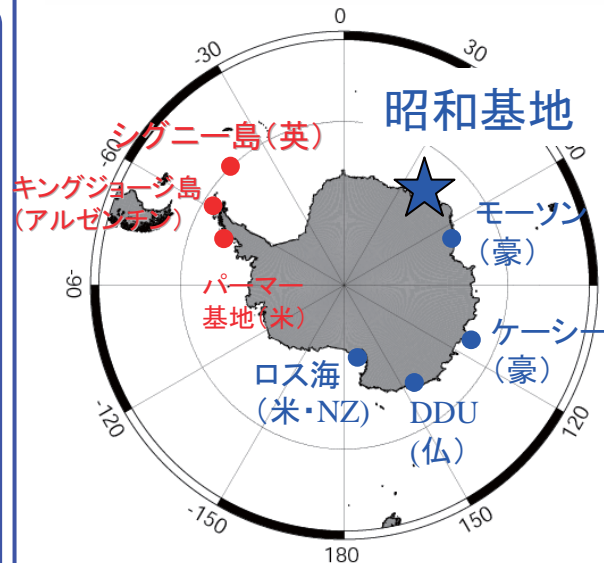 0
-30
30
昭和基地
シグニー島(英)
-60
キングジョージ島
(アルゼンチン)
モーソン
(豪)
-90
パーマー
基地(米)
ケーシー
(豪)
ロス海
(米・NZ)
DDU
(仏)
-120
120
-150
150
180